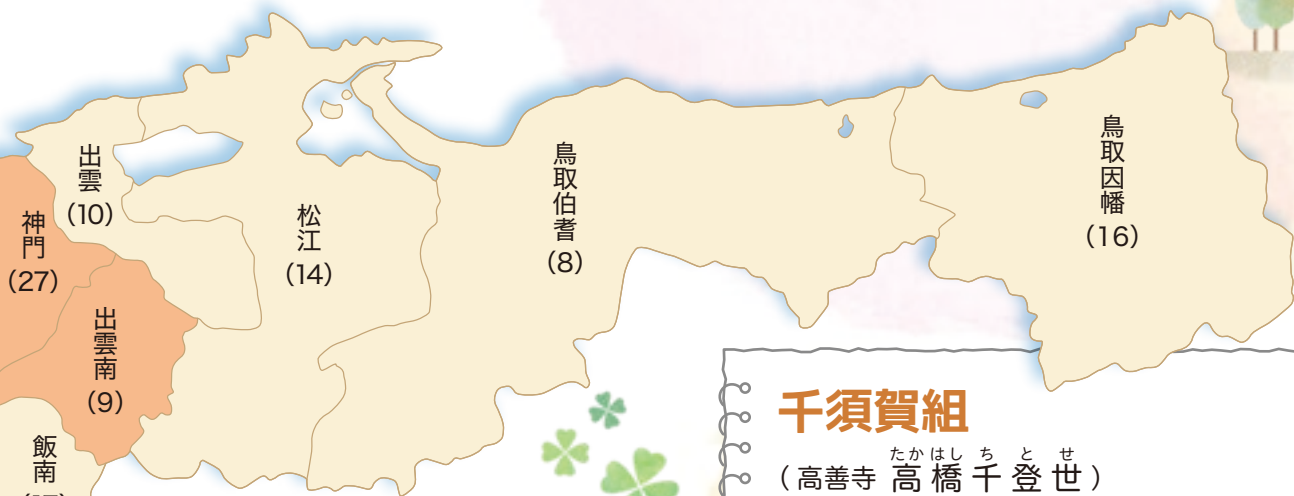 出雲
(10)
神門
(27)
松江
(14)
出雲南
(9)
飯南
鳥取伯耆
(8)
鳥取因幡
(16)
千須賀組
たかはし ち と せ
(高善寺 高橋千登世)